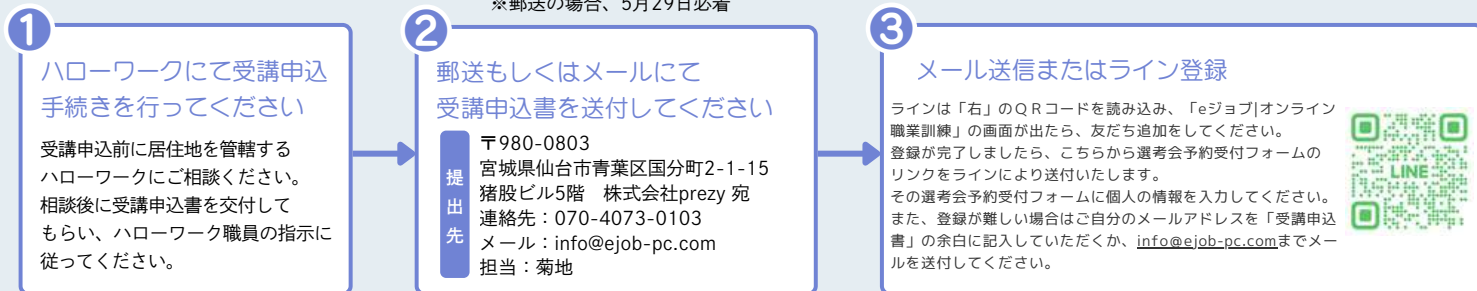 ※郵送の場合、5月29日必着
1
ハローワークにて受講申込
手続きを行ってください
受講申込前に居住地を管轄する
ハローワークにご相談ください。
相談後に受講申込書を交付して
もらい、ハローワーク職員の指示に
従ってください。
2
郵送もしくはメールにて
受講申込書を送付してください
提出先
〒980-0803
宮城県仙台市青葉区国分町2-1-15
猪股ビル5階　株式会社prezy 宛
連絡先：070-4073-0103
メール：info@ejob-pc.com
担当：菊地
3
メール送信またはライン登録
ラインは「右」のＱＲコードを読み込み、「eジョブ|オンライン
職業訓練」の画面が出たら、友だち追加をしてください。
登録が完了しましたら、こちらから選考会予約受付フォームの
リンクをラインにより送付いたします。
その選考会予約受付フォームに個人の情報を入力してください。
また、登録が難しい場合はご自分のメールアドレスを「受講申込
書」の余白に記入していただくか、info@ejob-pc.comまでメー
ルを送付してください。
LINE